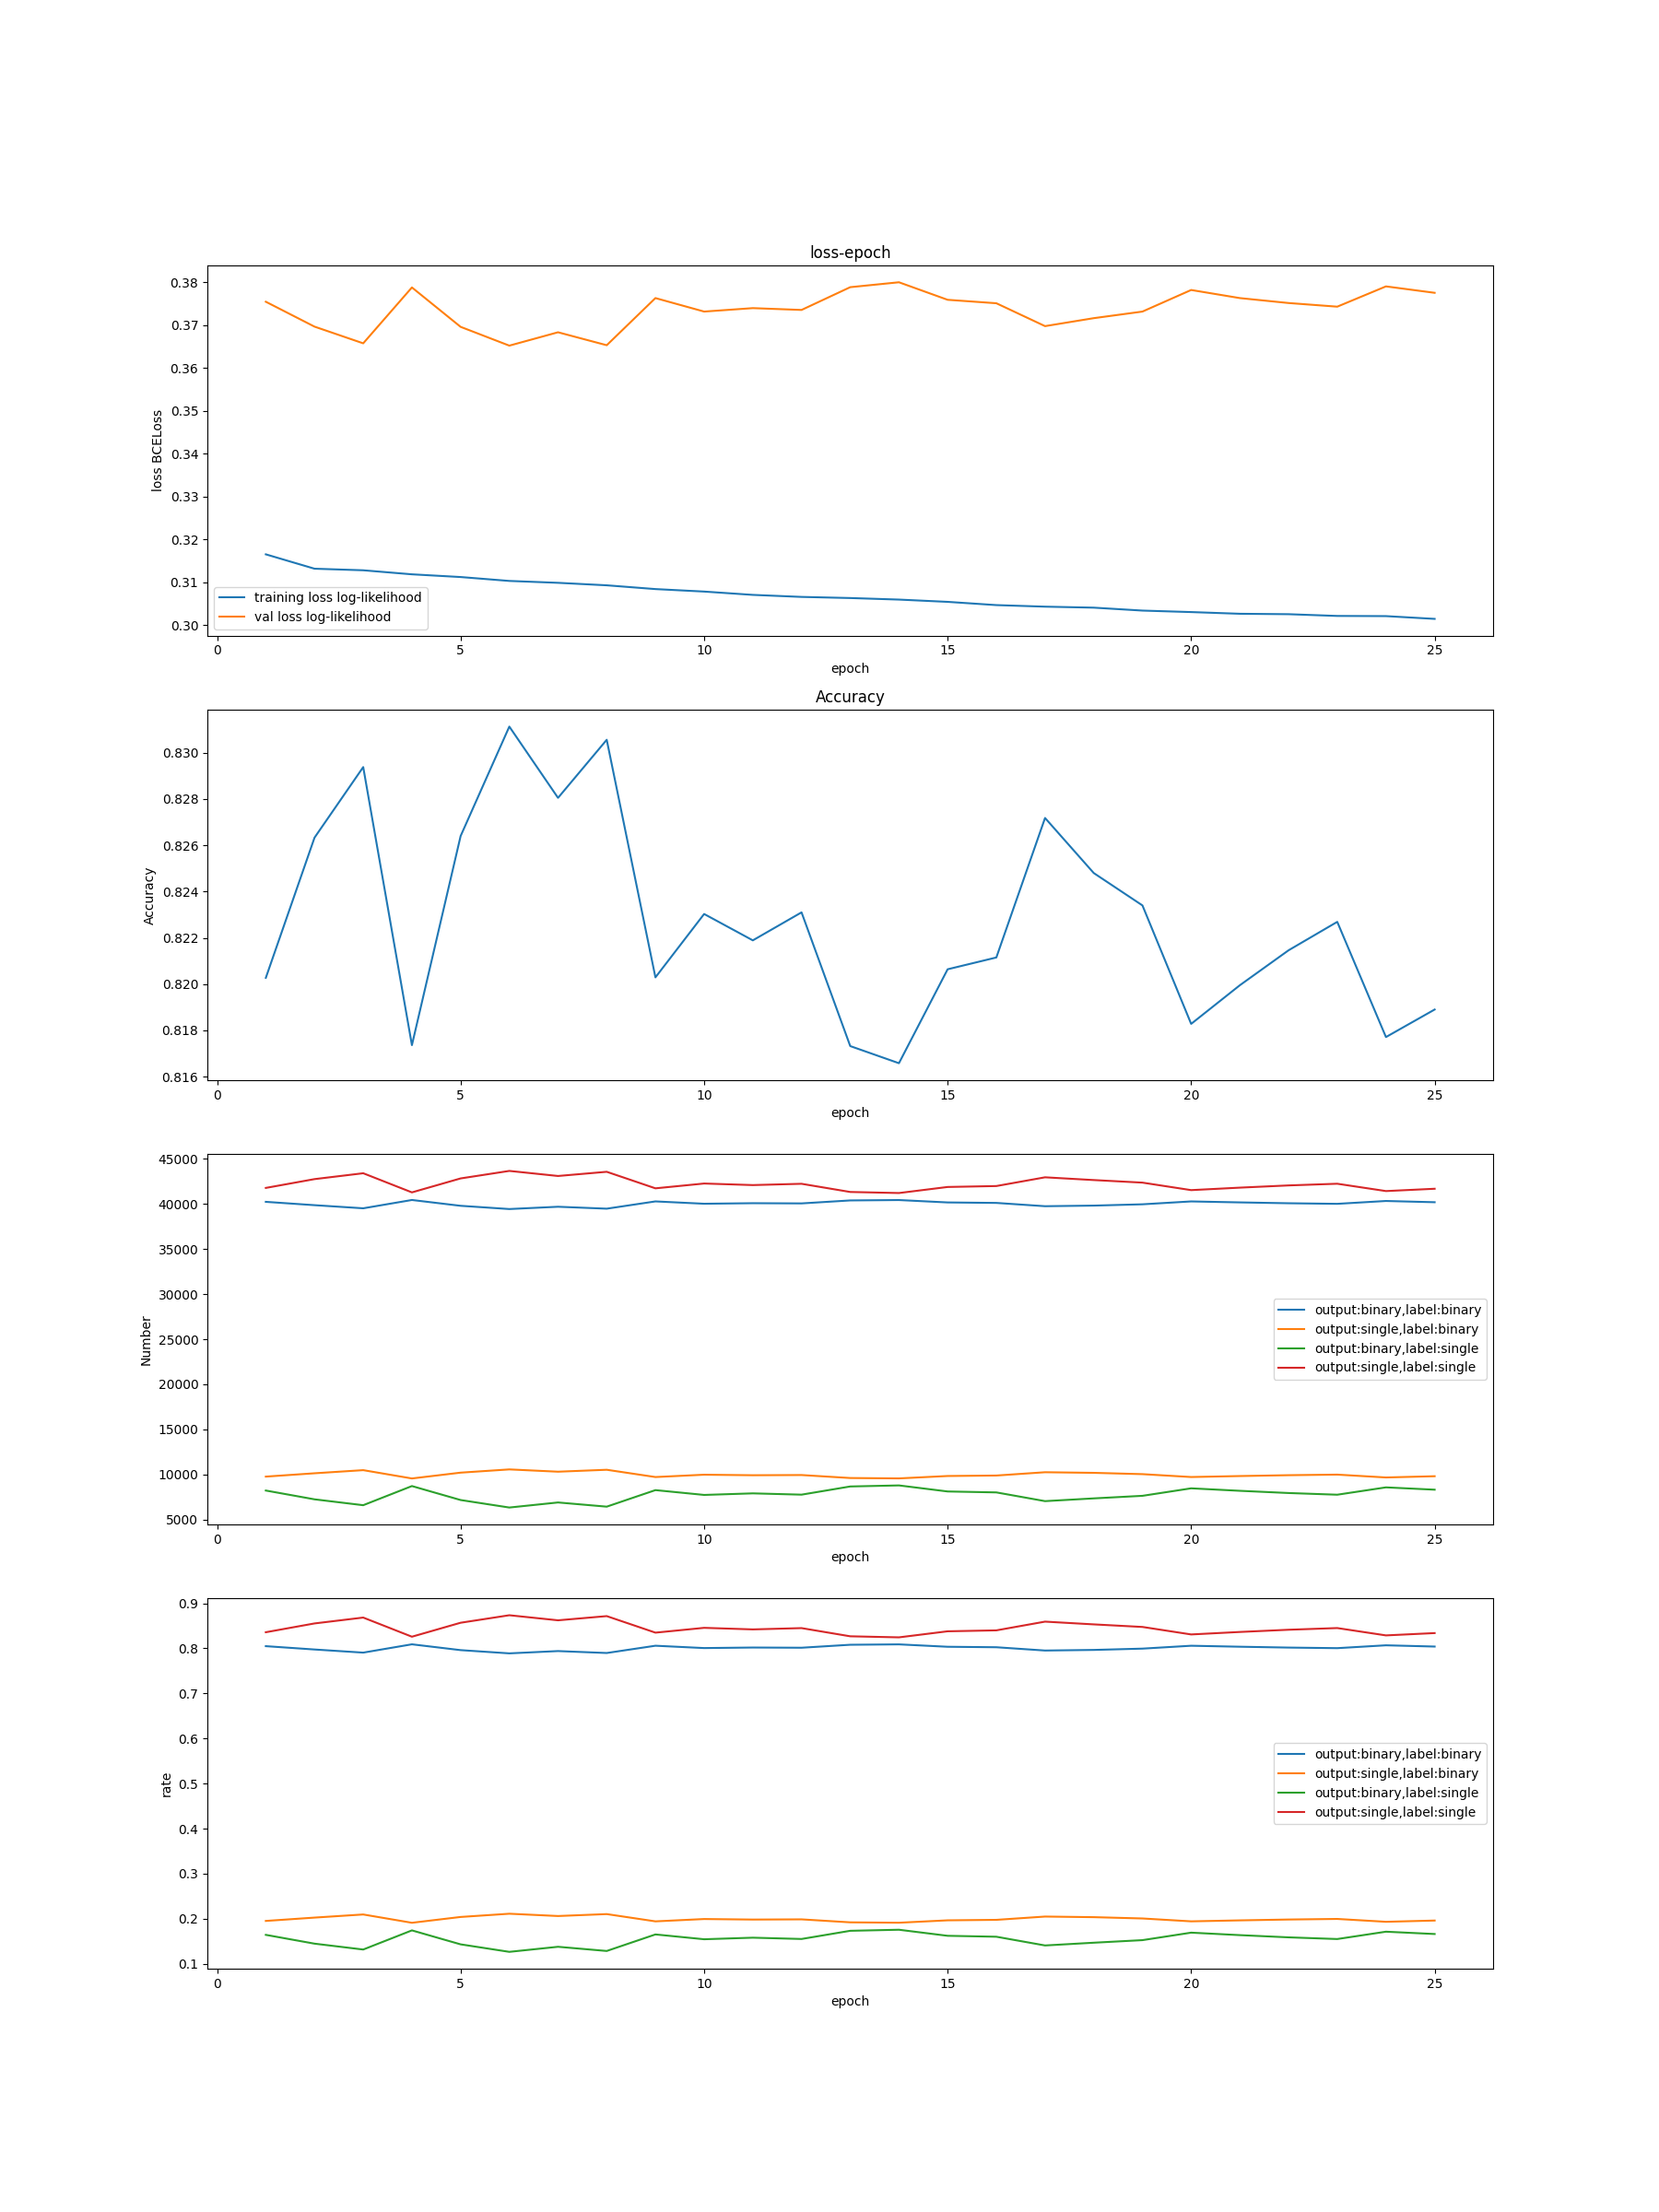 loss-epoch
0.38
0.37
0.36
0.35
0.34
0.33
0.32
0.31
0.30
loss BCELoss
training loss log-likelihood
val loss log-likelihood
0 5 10 15 20 25
epoch
Accuracy
0.830
0.828
0.826
0.824
0.822
0.820
0.818
0.816
Accuracy
0 5 10 15 20 25
epoch
45000
40000
35000
30000
25000
20000
15000
10000
5000
Number
output:binary,label:binary
output:single,label:binary
output:binary,label:single
output:single,label:single
0 5 10 15 20 25
epoch
0.9
0.8
0.7
0.6
0.5
0.4
0.3
0.2
0.1
rate
output:binary,label:binary
output:single,label:binary
output:binary,label:single
output:single,label:single
0 5 10 15 20 25
epoch